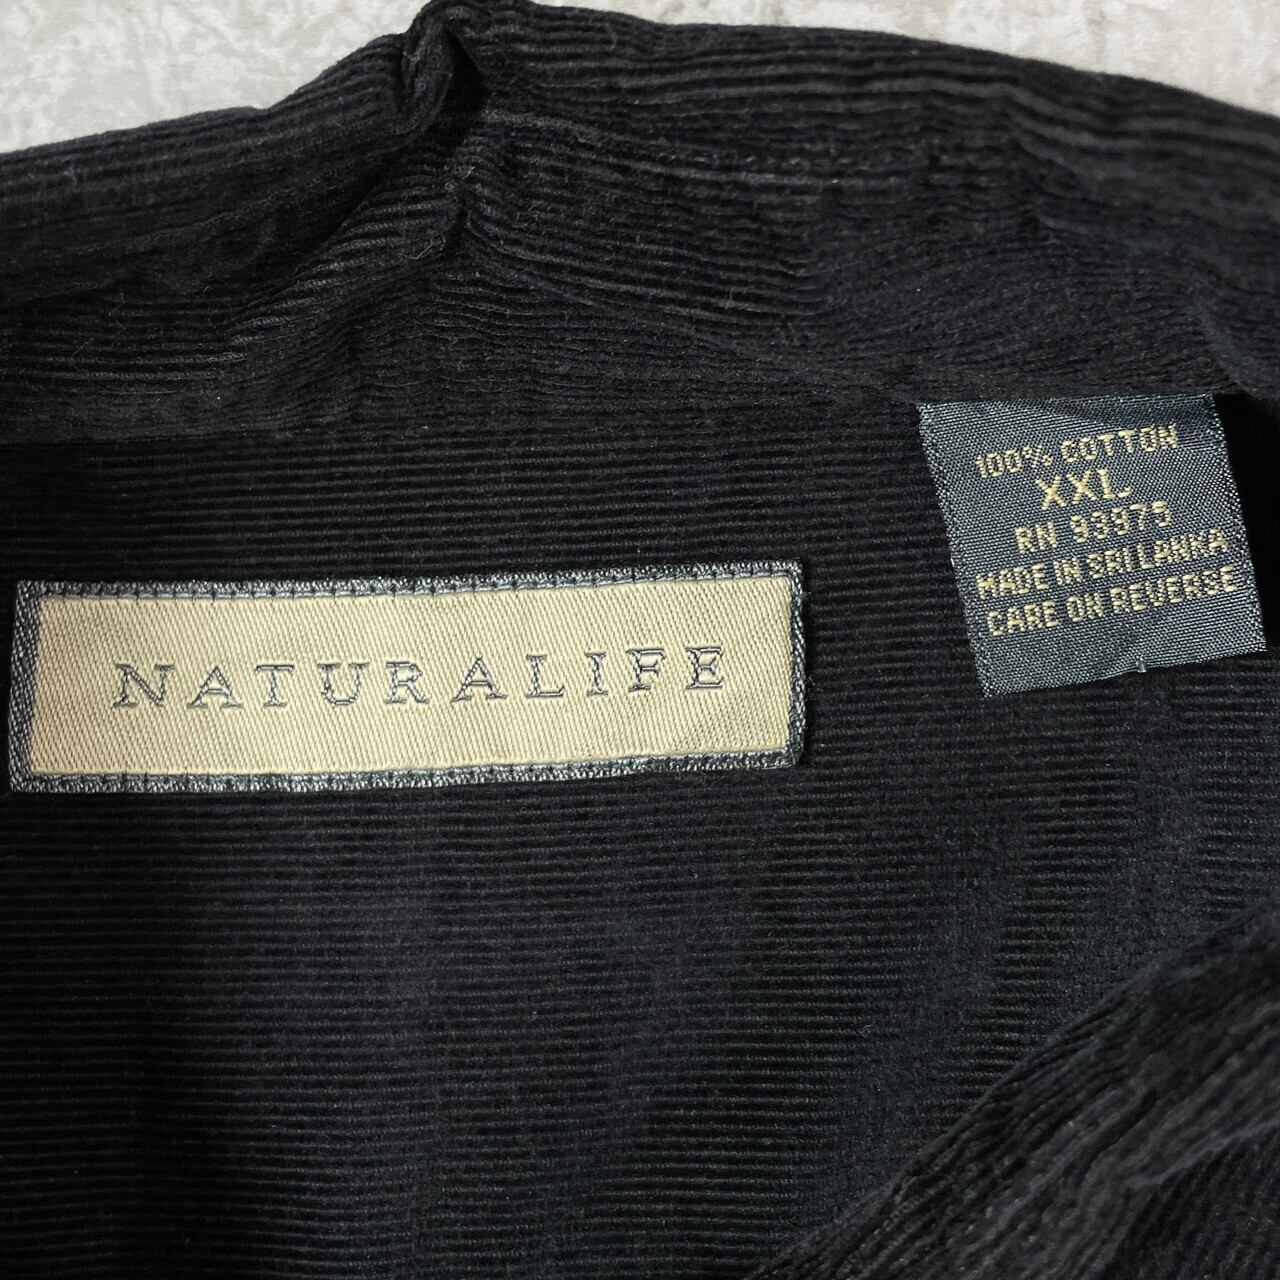 NATURALIFE
100% COTTON
XXL
RN 93975
MADE IN SRI LANKA
CARE ON REVERSE